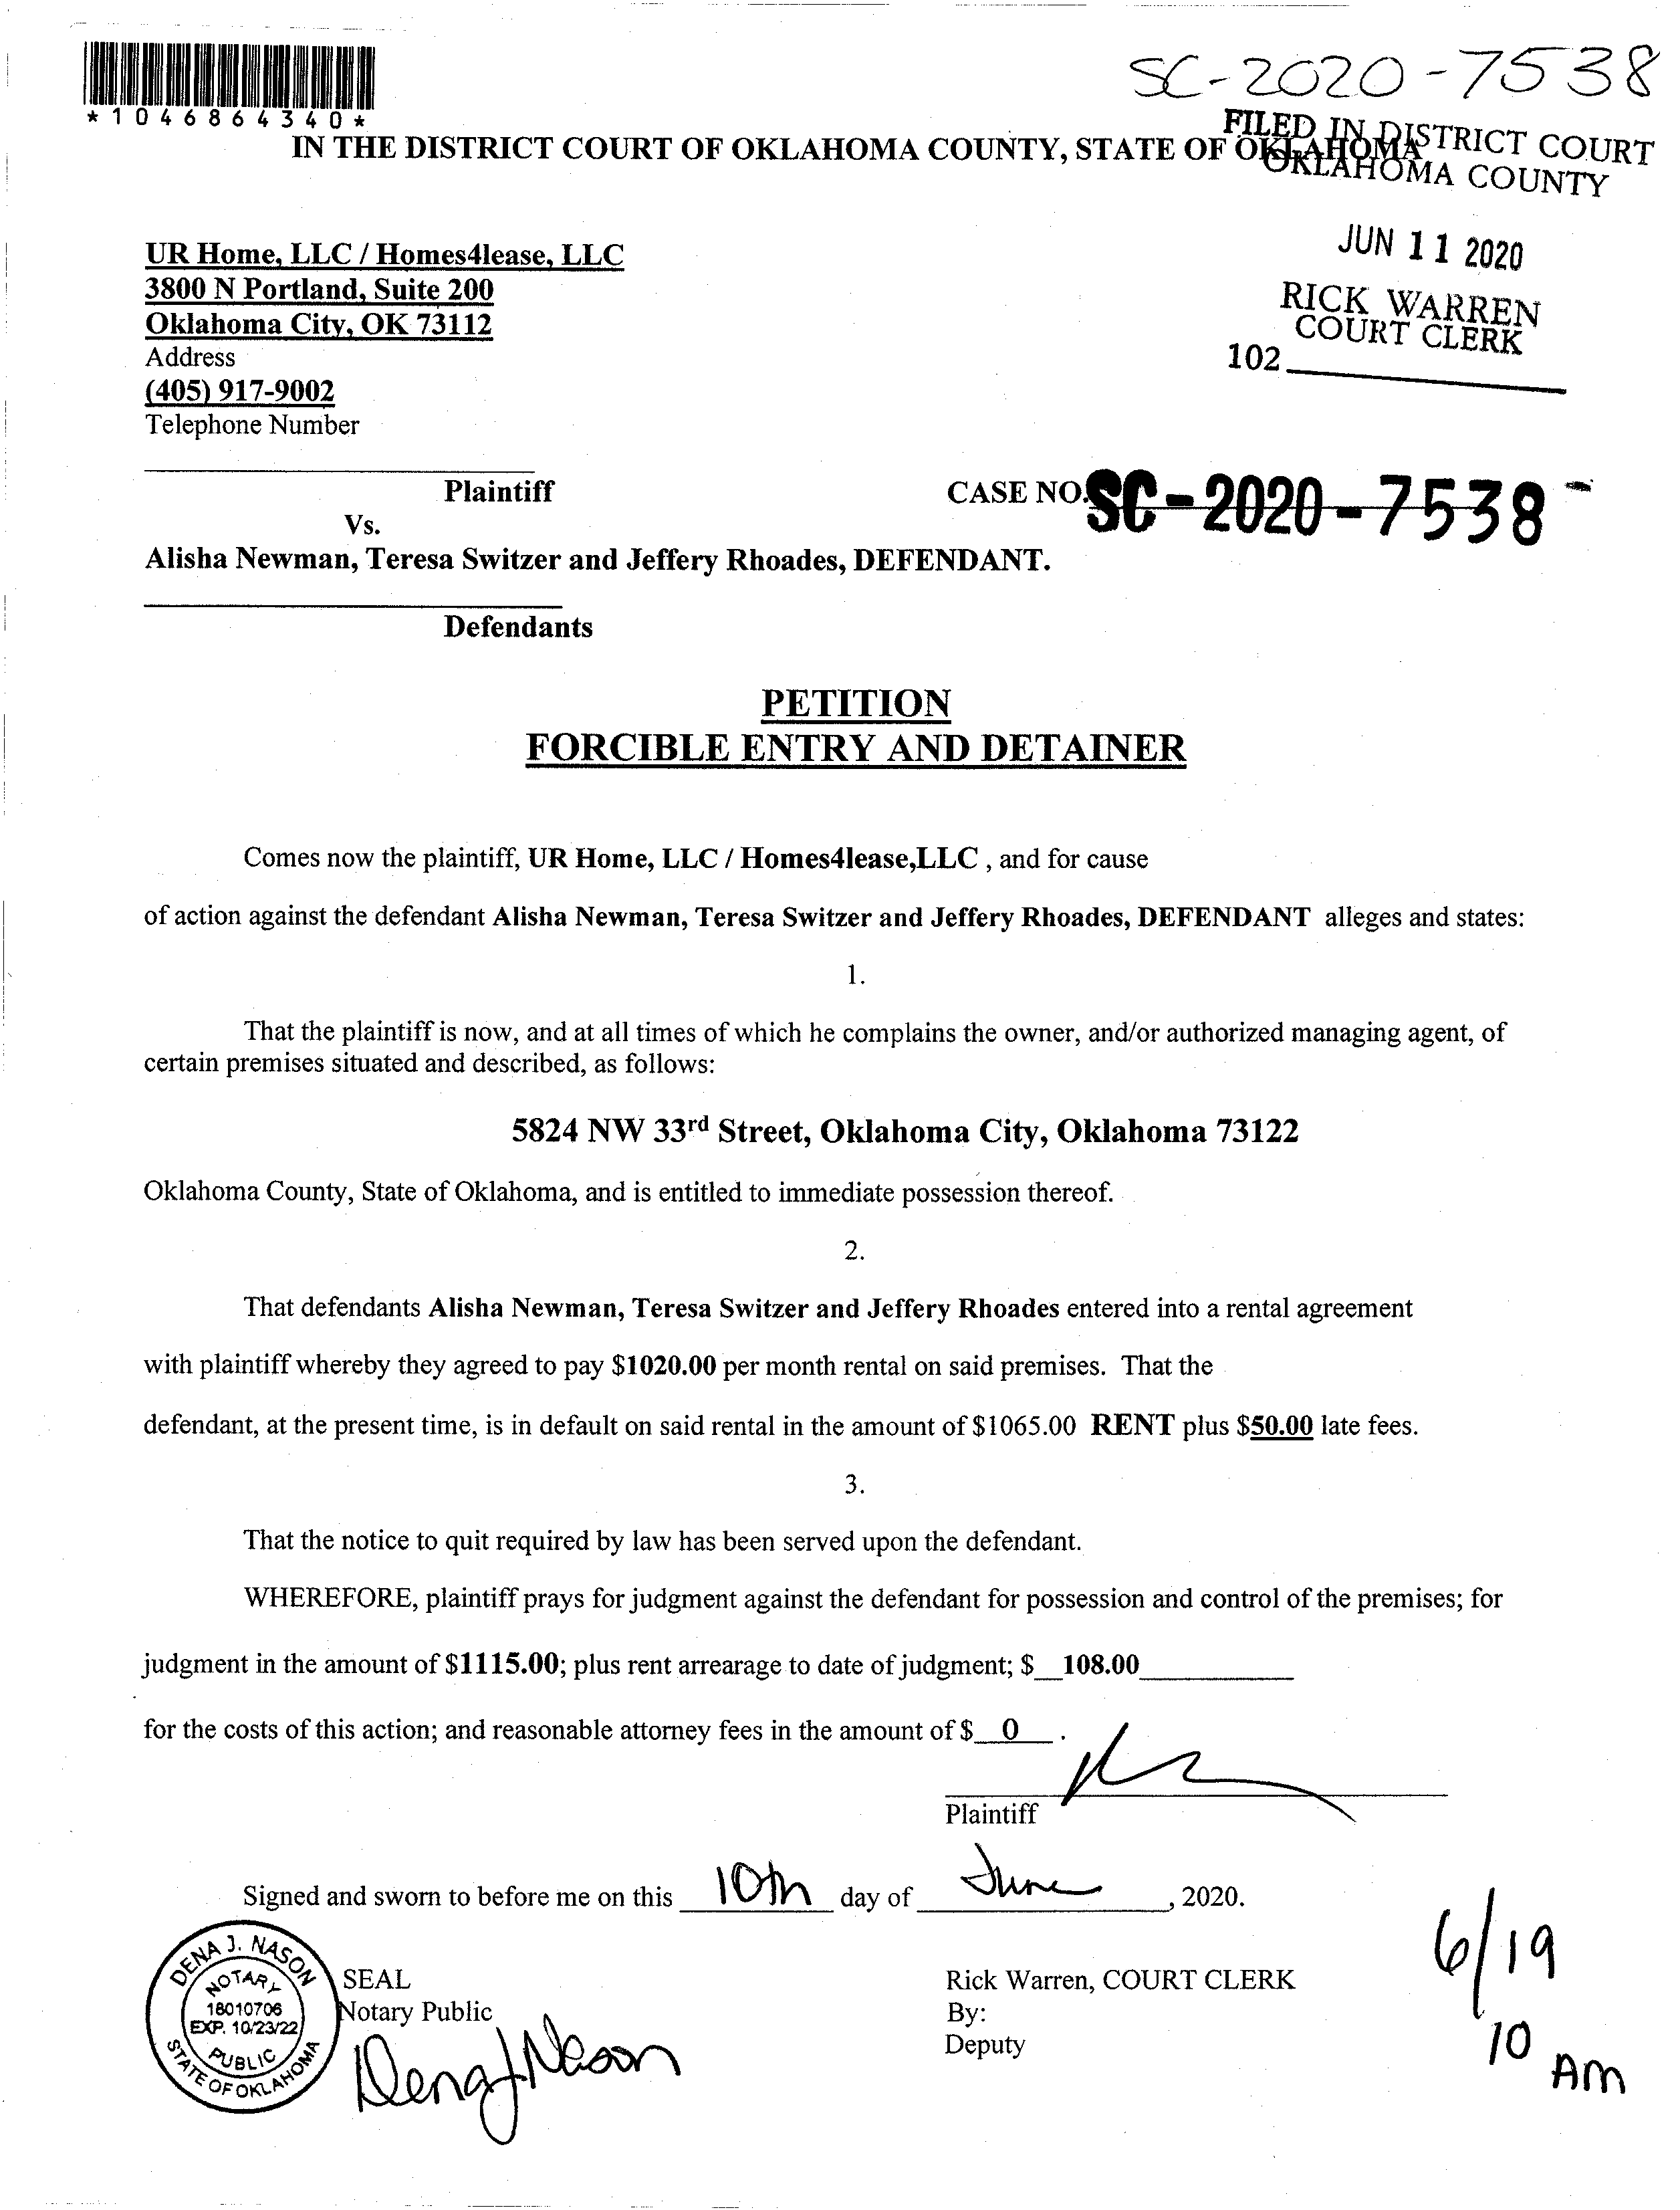 SC-2020-7538
*1046864340*
FILED IN DISTRICT COURT
OKLAHOMA COUNTY
IN THE DISTRICT COURT OF OKLAHOMA COUNTY, STATE OF OKLAHOMA
JUN 11 2020
RICK WARREN
COURT CLERK
102
UR Home, LLC / Homes4lease, LLC
3800 N Portland, Suite 200
Oklahoma City, OK 73112
Address
(405) 917-9002
Telephone Number
Plaintiff
CASE NO. SC-2020-7538
Vs.
Alisha Newman, Teresa Switzer and Jeffery Rhoades, DEFENDANT.
Defendants
PETITION
FORCIBLE ENTRY AND DETAINER
Comes now the plaintiff, UR Home, LLC / Homes4lease,LLC , and for cause
of action against the defendant Alisha Newman, Teresa Switzer and Jeffery Rhoades, DEFENDANT alleges and states:
1.
That the plaintiff is now, and at all times of which he complains the owner, and/or authorized managing agent, of
certain premises situated and described, as follows:
5824 NW 33rd Street, Oklahoma City, Oklahoma 73122
Oklahoma County, State of Oklahoma, and is entitled to immediate possession thereof.
2.
That defendants Alisha Newman, Teresa Switzer and Jeffery Rhoades entered into a rental agreement
with plaintiff whereby they agreed to pay $1020.00 per month rental on said premises. That the
defendant, at the present time, is in default on said rental in the amount of $1065.00 RENT plus $50.00 late fees.
3.
That the notice to quit required by law has been served upon the defendant.
WHEREFORE, plaintiff prays for judgment against the defendant for possession and control of the premises; for
judgment in the amount of $1115.00; plus rent arrearage to date of judgment; $__108.00
for the costs of this action; and reasonable attorney fees in the amount of $__0__.
Plaintiff
Signed and sworn to before me on this 10th day of June, 2020.
DENA J. NASON
NOTARY
18010706
EXP. 10/23/22
PUBLIC
STATE OF OKLAHOMA
SEAL
Notary Public
Dena J Nason
Rick Warren, COURT CLERK
By:
Deputy
6/19
10 AM